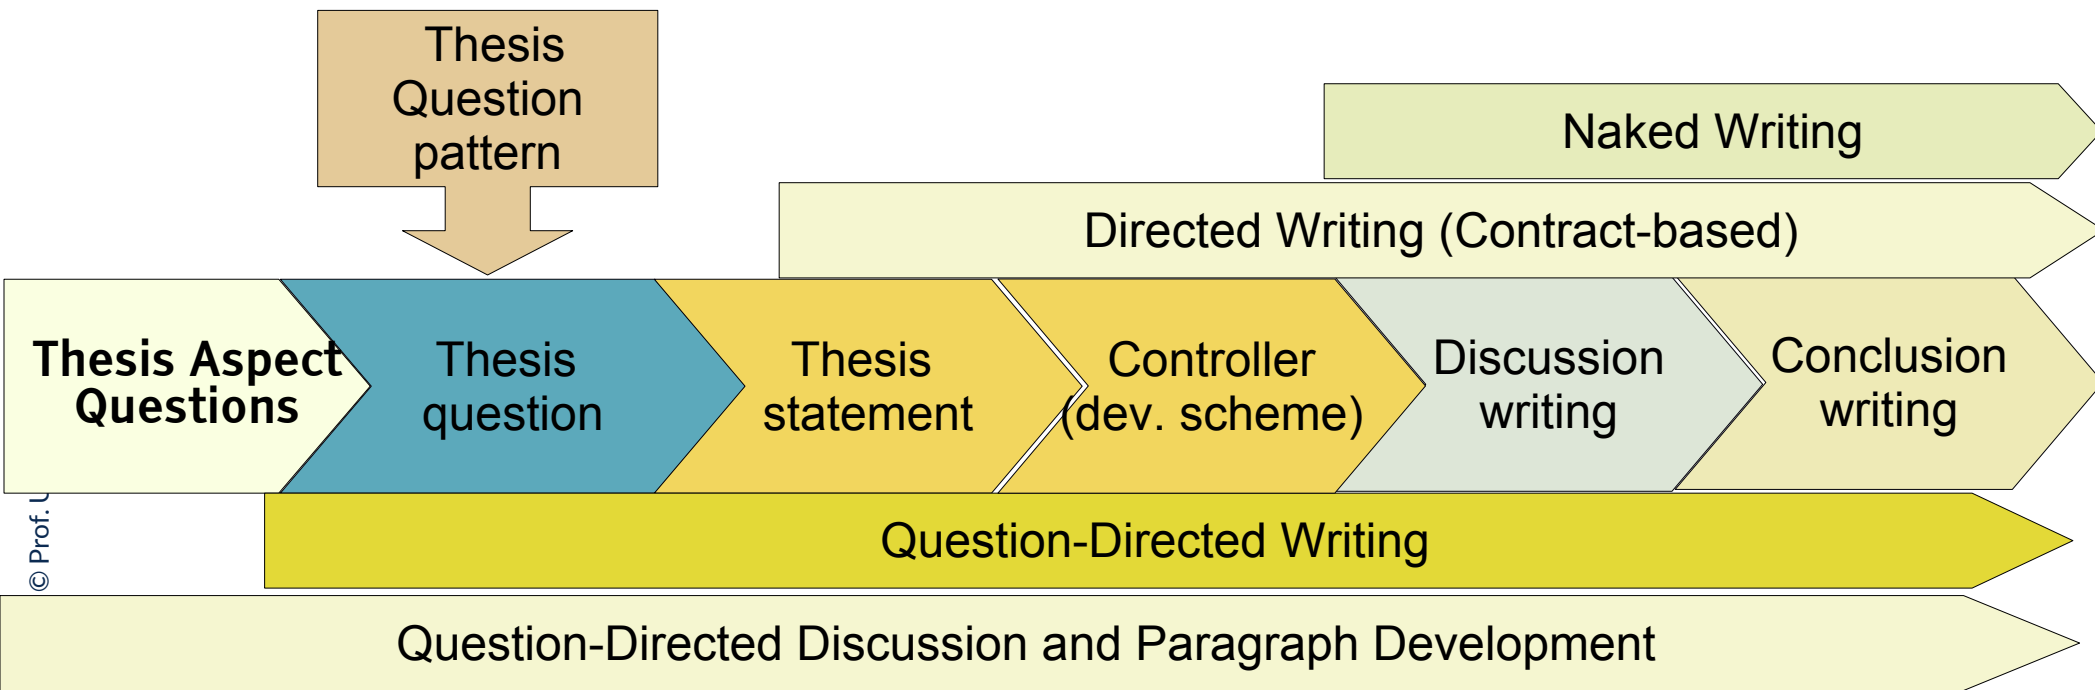 Thesis
Question
pattern
Naked Writing
Directed Writing (Contract-based)
Thesis Aspect
Questions
Thesis
question
Thesis
statement
Controller
(dev. scheme)
Discussion
writing
Conclusion
writing
© Prof.
Question-Directed Writing
Question-Directed Discussion and Paragraph Development